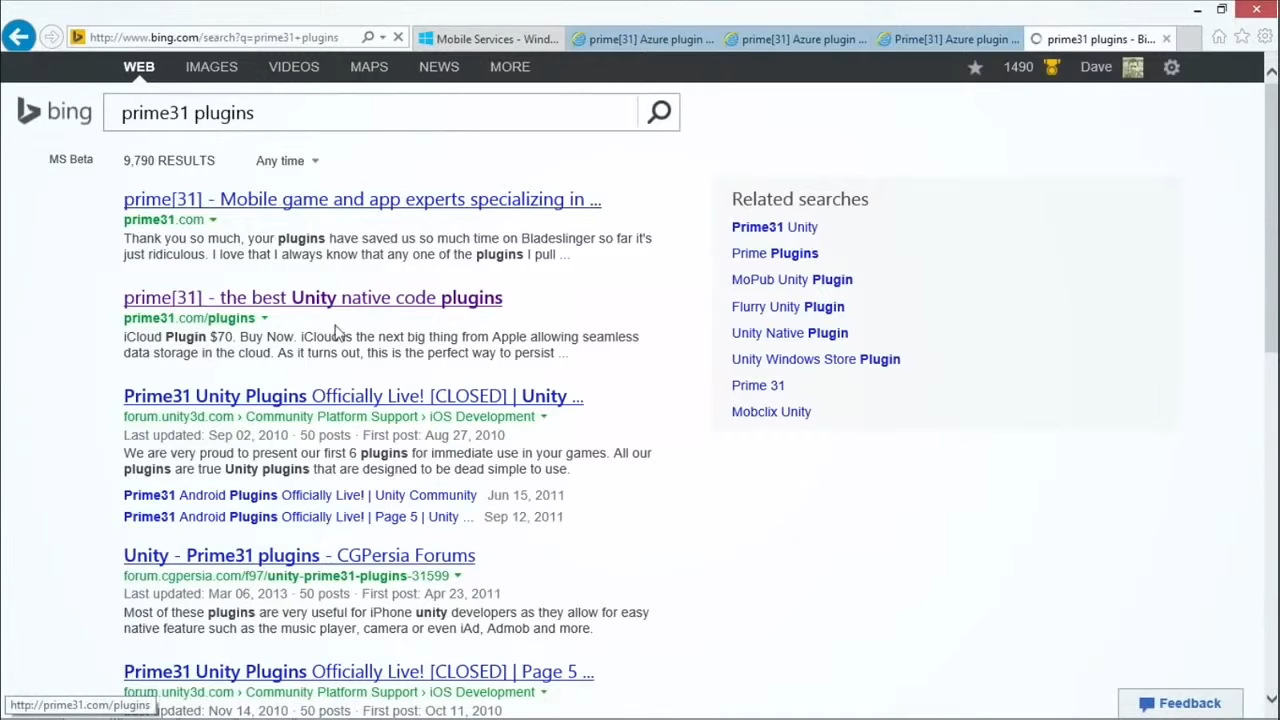 http://www.bing.com/search?q=prime31+plugins
Mobile Services - Wind...
prime[31] Azure plugin ...
prime[31] Azure plugin ...
Prime[31] Azure plugin ...
prime31 plugins - Bi...
WEB
IMAGES
VIDEOS
MAPS
NEWS
MORE
1490
Dave
bing
prime31 plugins
MS Beta
9,790 RESULTS
Any time
prime[31] - Mobile game and app experts specializing in ...
prime31.com
Thank you so much, your plugins have saved us so much time on Bladeslinger so far it's
just ridiculous. I love that I always know that any one of the plugins I pull ...
prime[31] - the best Unity native code plugins
prime31.com/plugins
iCloud Plugin $70. Buy Now. iCloud is the next big thing from Apple allowing seamless
data storage in the cloud. As it turns out, this is the perfect way to persist ...
Prime31 Unity Plugins Officially Live! [CLOSED] | Unity ...
forum.unity3d.com › Community Platform Support › iOS Development
Last updated: Sep 02, 2010 · 50 posts · First post: Aug 27, 2010
We are very proud to present our first 6 plugins for immediate use in your games. All our
plugins are true Unity plugins that are designed to be dead simple to use.
Prime31 Android Plugins Officially Live! | Unity Community Jun 15, 2011
Prime31 Android Plugins Officially Live! | Page 5 | Unity ... Sep 12, 2011
Unity - Prime31 plugins - CGPersia Forums
forum.cgpersia.com/f97/unity-prime31-plugins-31599
Last updated: Mar 06, 2013 · 50 posts · First post: Apr 23, 2011
Most of these plugins are very useful for iPhone unity developers as they allow for easy
native feature such as the music player, camera or even iAd, Admob and more.
Prime31 Unity Plugins Officially Live! [CLOSED] | Page 5 ...
forum.unity3d.com › Community Platform Support › iOS Development
Last updated: Nov 14, 2010 · 50 posts · First post: Oct 11, 2010
Related searches
Prime31 Unity
Prime Plugins
MoPub Unity Plugin
Flurry Unity Plugin
Unity Native Plugin
Unity Windows Store Plugin
Prime 31
Mobclix Unity
http://prime31.com/plugins
Feedback